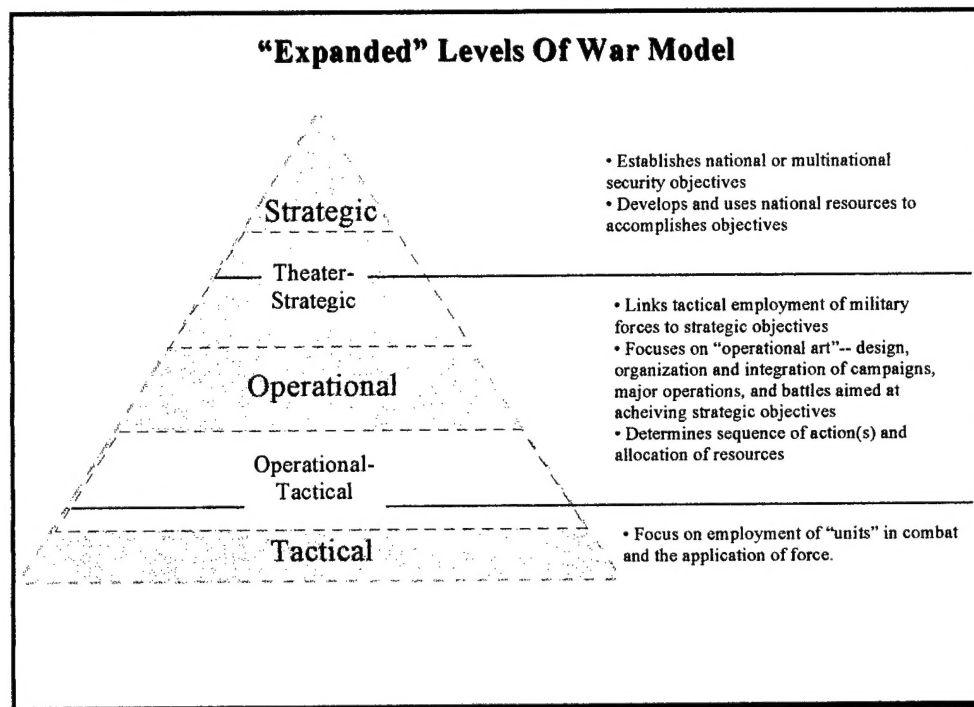 “Expanded” Levels Of War Model
Strategic
• Establishes national or multinational
security objectives
• Develops and uses national resources to
accomplishes objectives
Theater-
Strategic
Operational
• Links tactical employment of military
forces to strategic objectives
• Focuses on “operational art”-- design,
organization and integration of campaigns,
major operations, and battles aimed at
acheiving strategic objectives
• Determines sequence of action(s) and
allocation of resources
Operational-
Tactical
Tactical
• Focus on employment of “units” in combat
and the application of force.